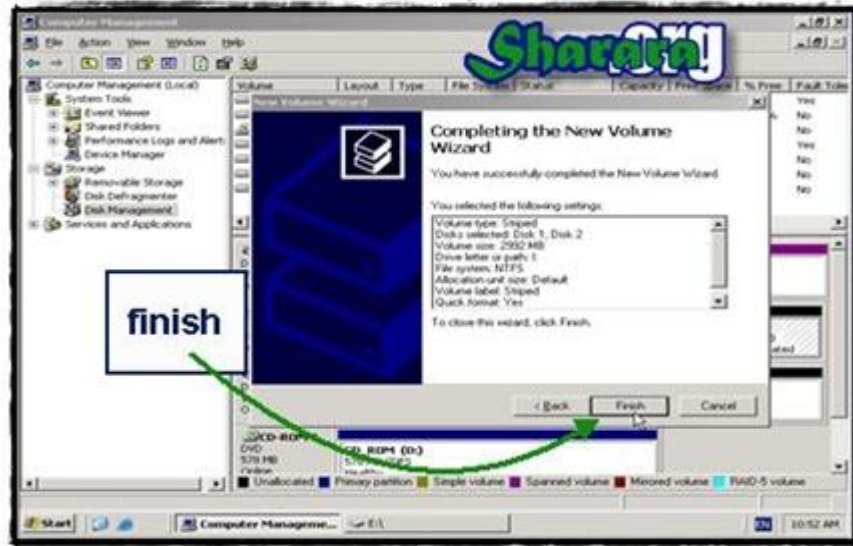 Computer Management
File Action View Window Help
Sharara.org
Computer Management (Local)
System Tools
Event Viewer
Shared Folders
Performance Logs and Alert
Device Manager
Storage
Removable Storage
Disk Defragmenter
Disk Management
Services and Applications
Volume Layout Type File System Status Capacity Free Space % Free Fault Toler
Yes
No
No
Yes
No
No
No
New Volume Wizard
Completing the New Volume
Wizard
You have successfully completed the New Volume Wizard.
You selected the following settings:
Volume type: Striped
Disks selected: Disk 1, Disk 2
Volume size: 2992 MB
Drive letter or path: I:
File system: NTFS
Allocation unit size: Default
Volume label: Striped
Quick format: Yes
To close this wizard, click Finish.
< Back Finish Cancel
finish
CD-ROM
DVD
570 MB
Online
CD_ROM (D:)
Healthy
Unallocated Primary partition Simple volume Spanned volume Mirrored volume RAID-5 volume
Start Computer Manageme... E:\ EN 10:52 AM